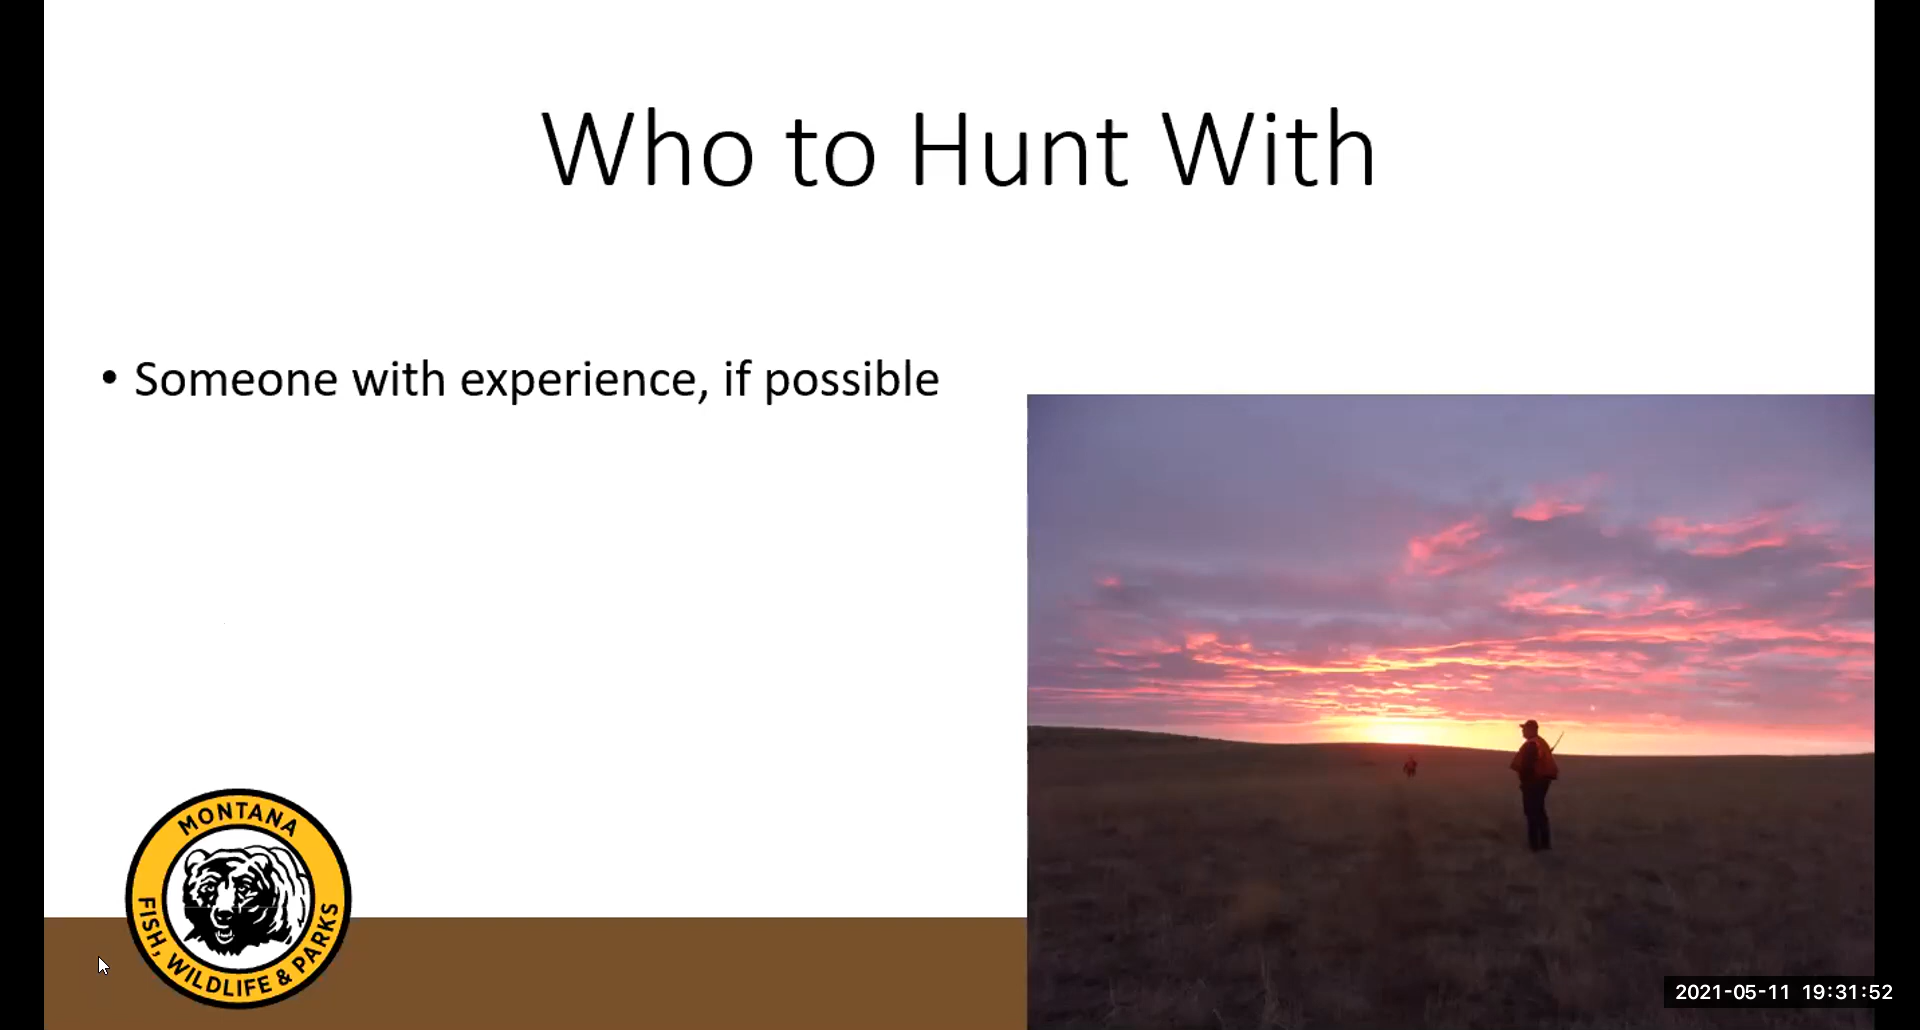 Who to Hunt With
• Someone with experience, if possible
MONTANA
FISH, WILDLIFE & PARKS
2021-05-11 19:31:52